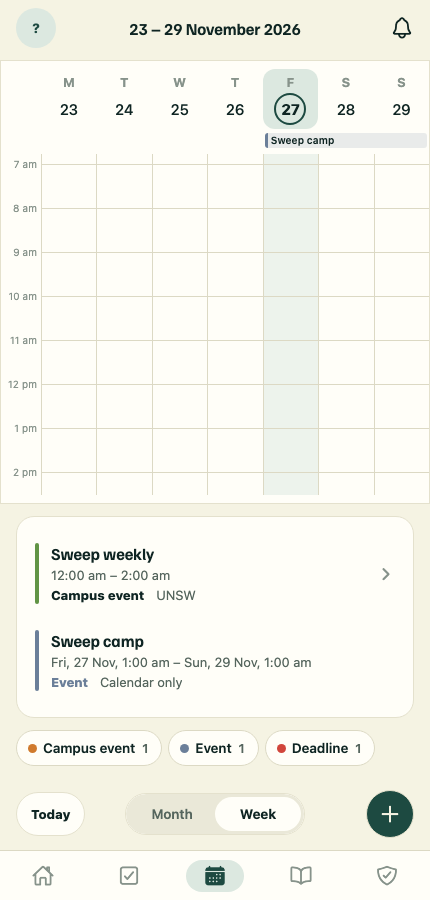 ?
23 – 29 November 2026
M T W T F S S
23 24 25 26 27 28 29
Sweep camp
7 am
8 am
9 am
10 am
11 am
12 pm
1 pm
2 pm
Sweep weekly
12:00 am – 2:00 am
Campus event UNSW
Sweep camp
Fri, 27 Nov, 1:00 am – Sun, 29 Nov, 1:00 am
Event Calendar only
Campus event 1 Event 1 Deadline 1
Today Month Week